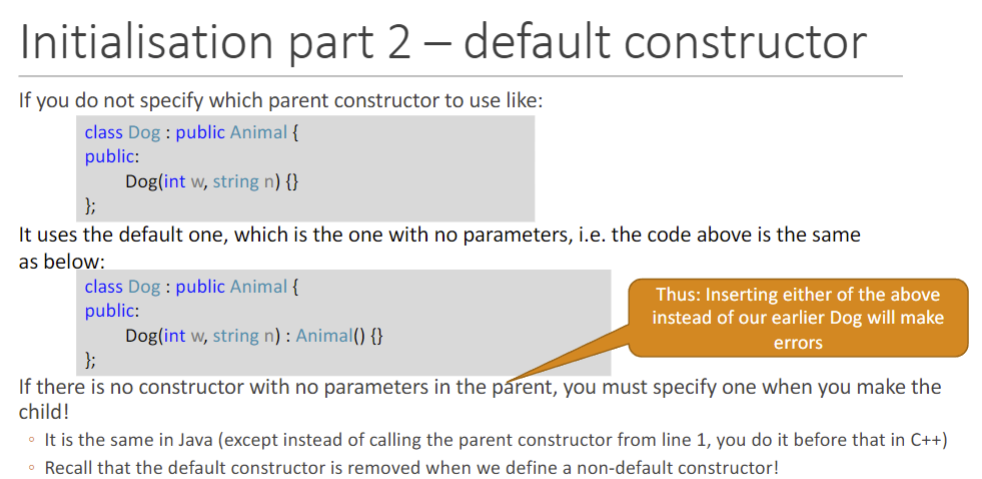 Initialisation part 2 – default constructor
If you do not specify which parent constructor to use like:
class Dog : public Animal {
public:
Dog(int w, string n) {}
};
It uses the default one, which is the one with no parameters, i.e. the code above is the same
as below:
class Dog : public Animal {
public:
Dog(int w, string n) : Animal() {}
};
Thus: Inserting either of the above
instead of our earlier Dog will make
errors
If there is no constructor with no parameters in the parent, you must specify one when you make the
child!
◦ It is the same in Java (except instead of calling the parent constructor from line 1, you do it before that in C++)
◦ Recall that the default constructor is removed when we define a non-default constructor!